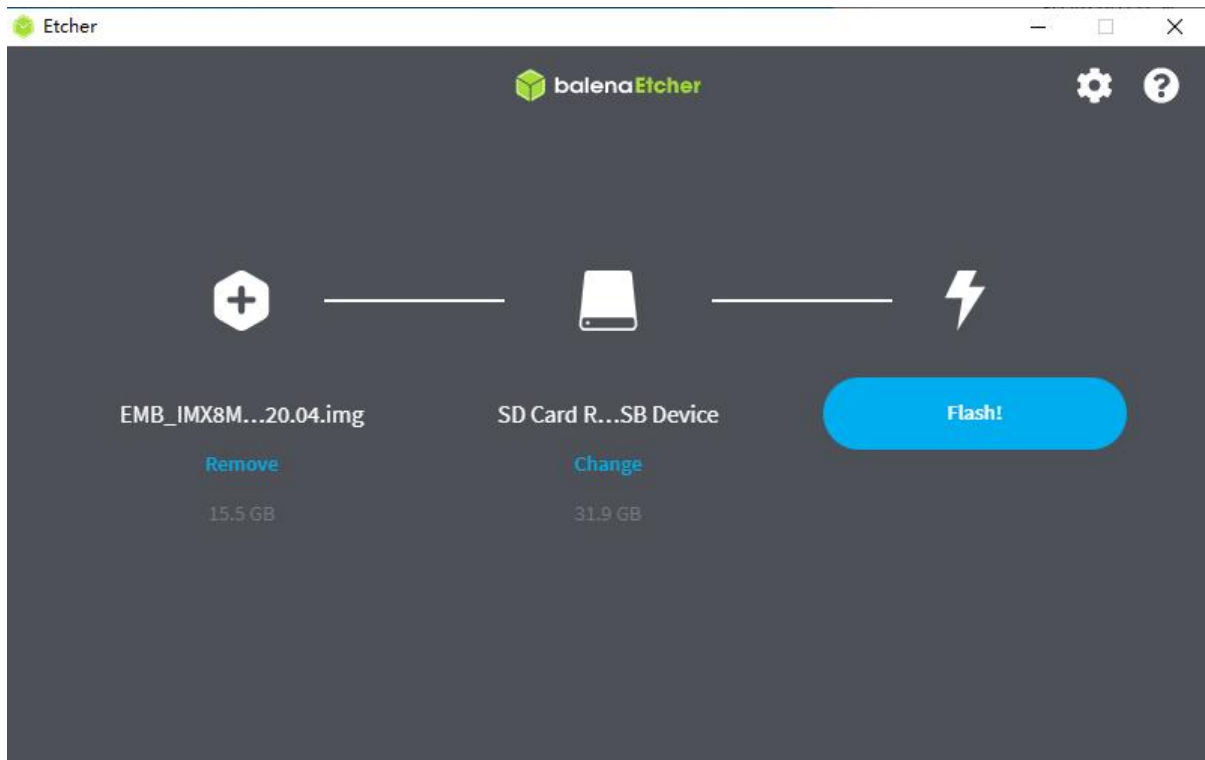 Etcher
balenaEtcher
EMB_IMX8M...20.04.img
SD Card R...SB Device
Flash!
Remove
Change
15.5 GB
31.9 GB